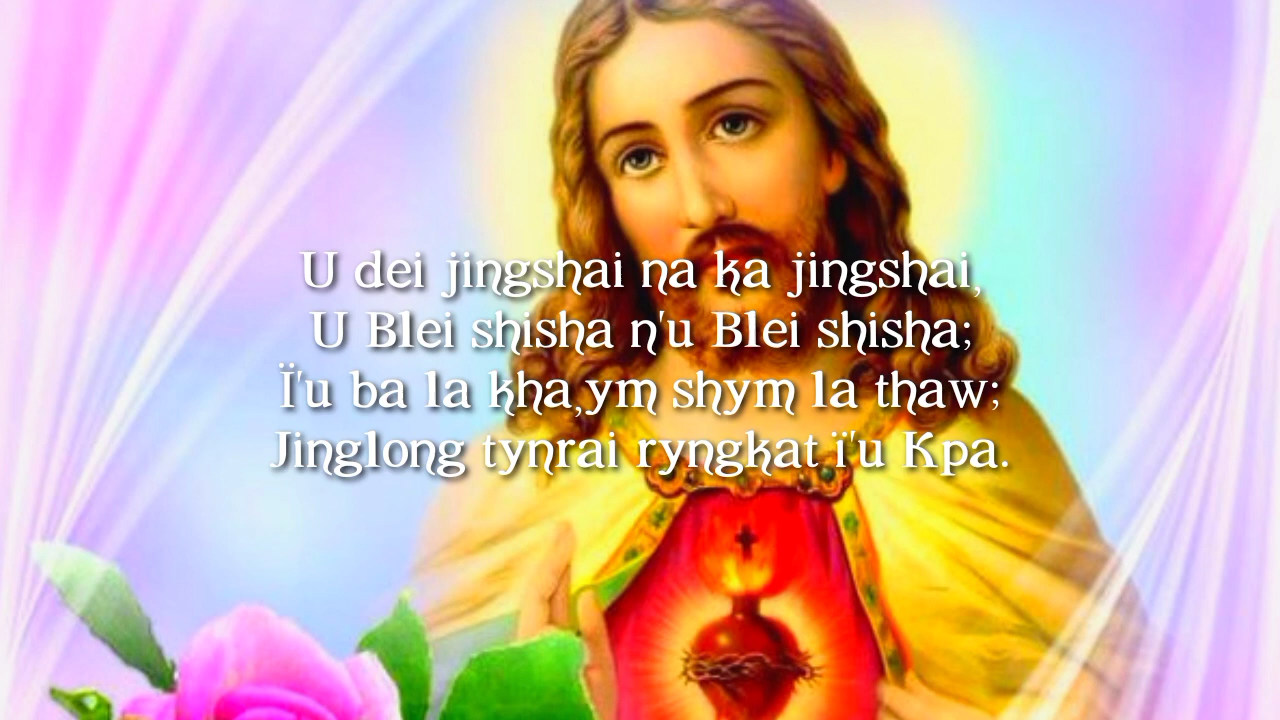 U dei jingshai na ka jingshai,
U Blei shisha n'u Blei shisha;
Ï'u ba la kha,ym shym la thaw;
Jinglong tynrai ryngkat ï'u Kpa.